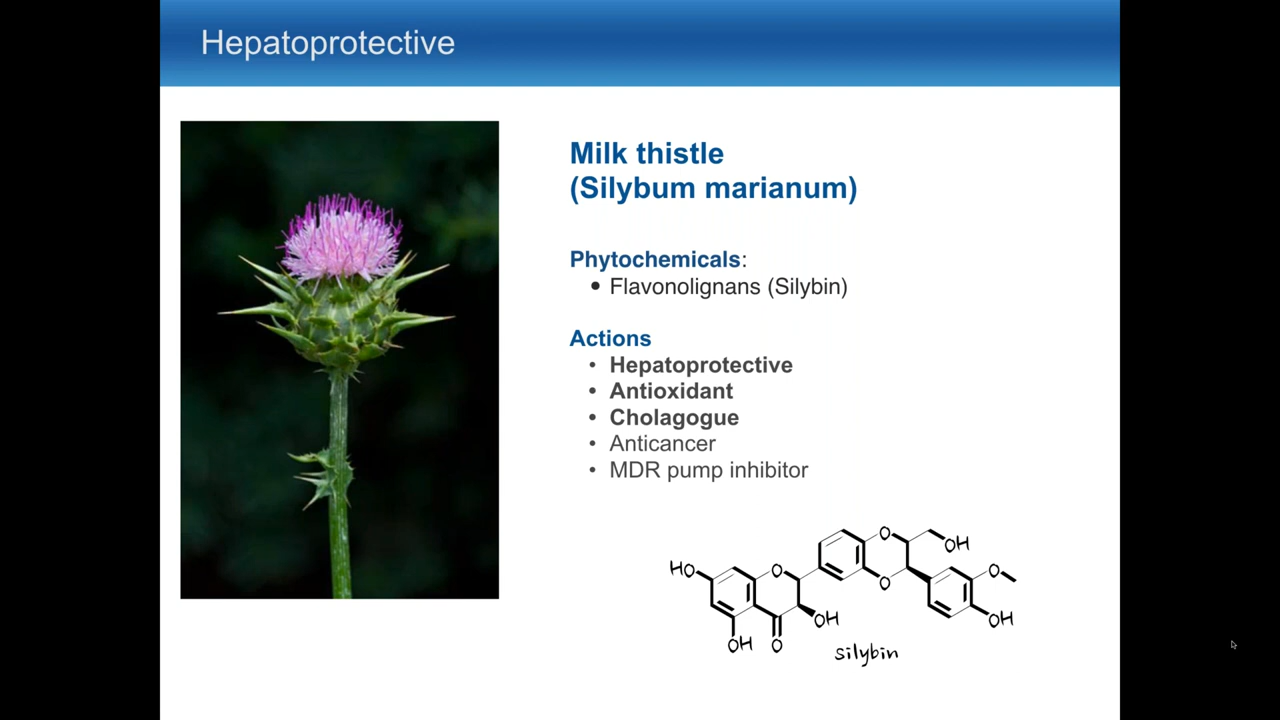 Hepatoprotective
Milk thistle
(Silybum marianum)
Phytochemicals:
• Flavonolignans (Silybin)
Actions
• Hepatoprotective
• Antioxidant
• Cholagogue
• Anticancer
• MDR pump inhibitor
O
OH
HO
O
O
O
OH
OH
OH
O
silybin